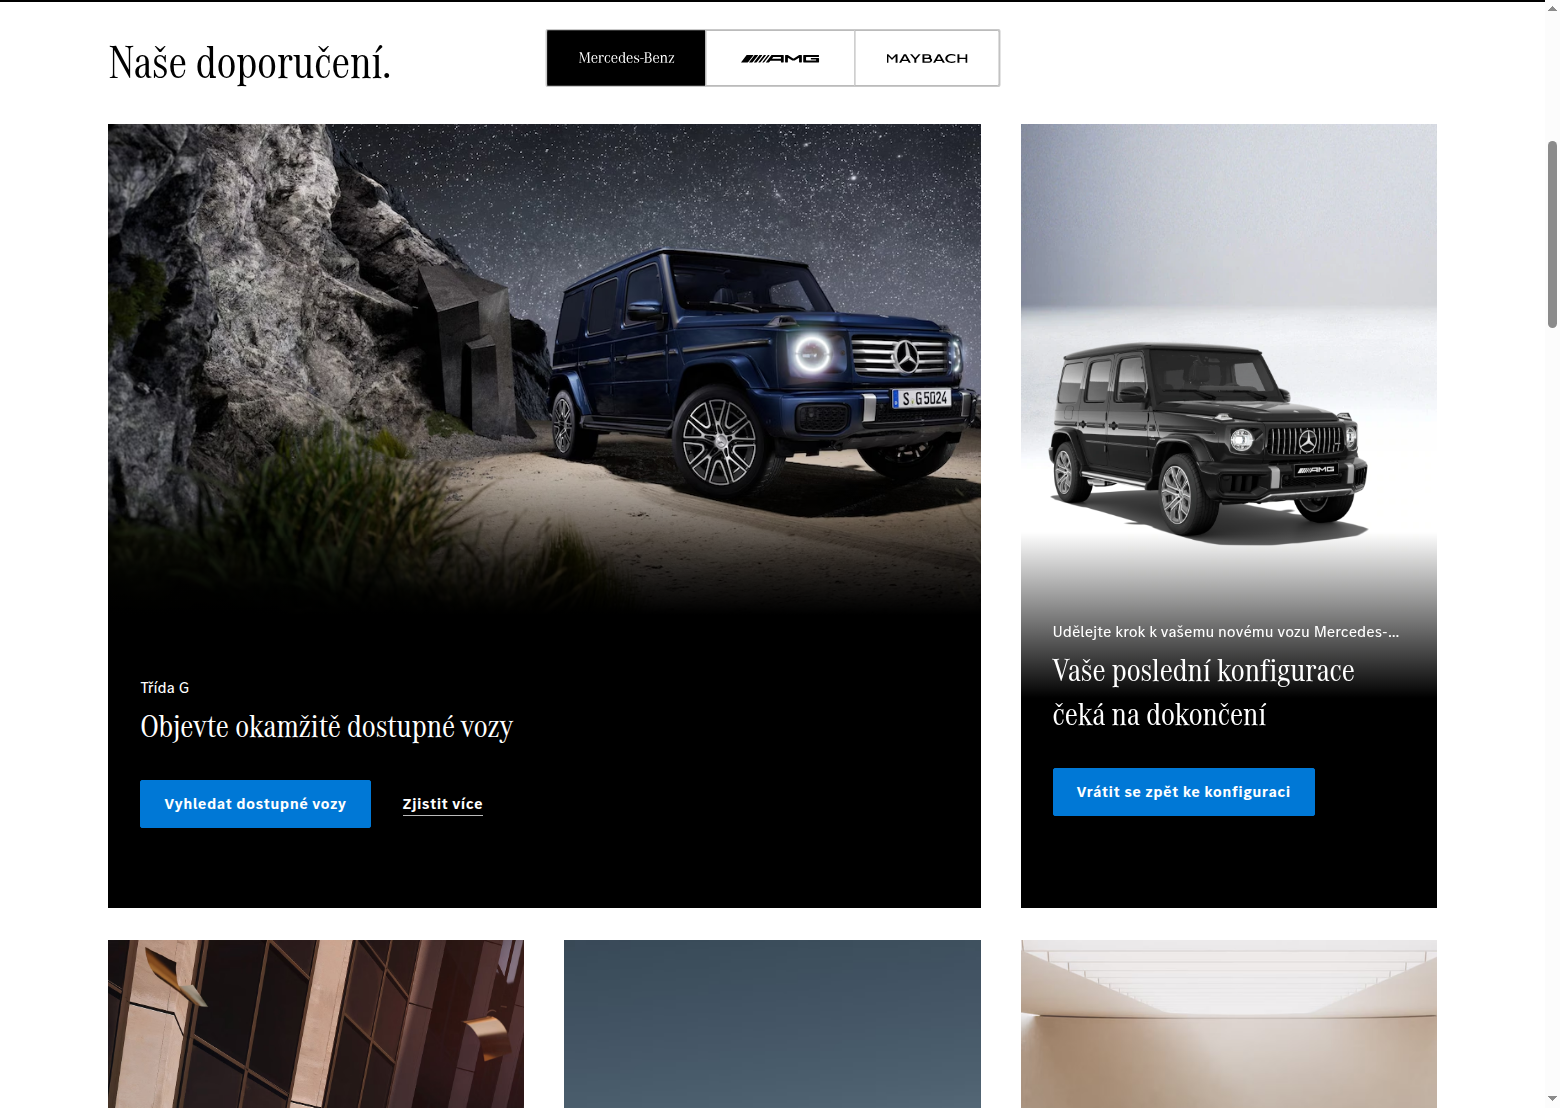 Naše doporučení.
Mercedes-Benz
AMG
MAYBACH
S G 5024
AMG
Třída G
Objevte okamžitě dostupné vozy
Vyhledat dostupné vozy
Zjistit více
Udělejte krok k vašemu novému vozu Mercedes-...
Vaše poslední konfigurace
čeká na dokončení
Vrátit se zpět ke konfiguraci